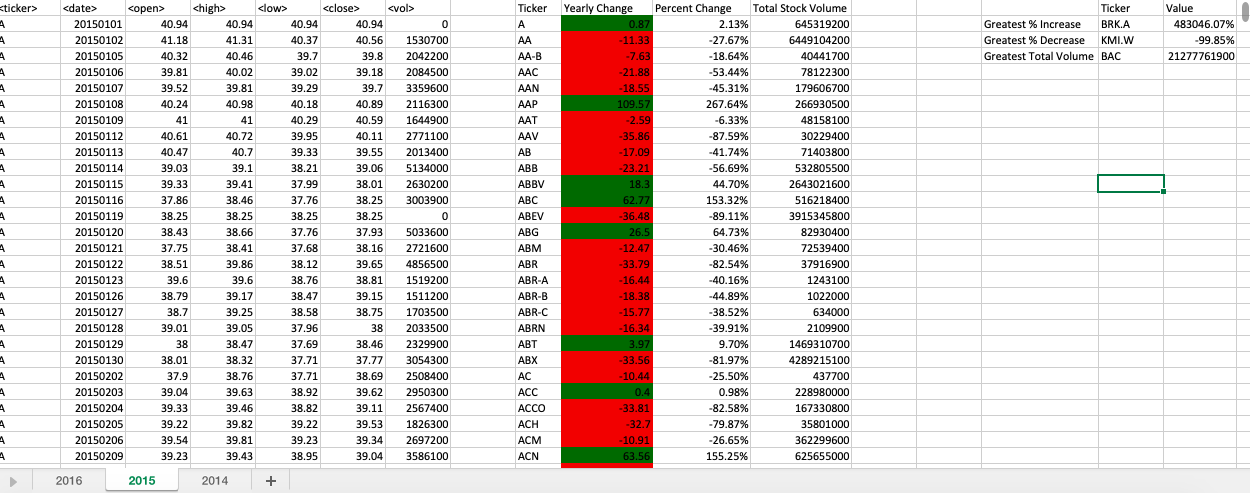 <ticker> <date> <open> <high> <low> <close> <vol> Ticker Yearly Change Percent Change Total Stock Volume Ticker Value
A 20150101 40.94 40.94 40.94 40.94 0 A 0.87 2.13% 645319200 Greatest % Increase BRK.A 483046.07%
A 20150102 41.18 41.31 40.37 40.56 1530700 AA -11.33 -27.67% 6449104200 Greatest % Decrease KMI.W -99.85%
A 20150105 40.32 40.46 39.7 39.8 2042200 AA-B -7.63 -18.64% 40441700 Greatest Total Volume BAC 21277761900
A 20150106 39.81 40.02 39.02 39.18 2084500 AAC -21.88 -53.44% 78122300
A 20150107 39.52 39.81 39.29 39.7 3359600 AAN -18.55 -45.31% 179606700
A 20150108 40.24 40.98 40.18 40.89 2116300 AAP 109.57 267.64% 266930500
A 20150109 41 41 40.29 40.59 1644900 AAT -2.59 -6.33% 48158100
A 20150112 40.61 40.72 39.95 40.11 2771100 AAV -35.86 -87.59% 30229400
A 20150113 40.47 40.7 39.33 39.55 2013400 AB -17.09 -41.74% 71403800
A 20150114 39.03 39.1 38.21 39.06 5134000 ABB -23.21 -56.69% 532805500
A 20150115 39.33 39.41 37.99 38.01 2630200 ABBV 18.3 44.70% 2643021600
A 20150116 37.86 38.46 37.76 38.25 3003900 ABC 62.77 153.32% 516218400
A 20150119 38.25 38.25 38.25 38.25 0 ABEV -36.48 -89.11% 3915345800
A 20150120 38.43 38.66 37.76 37.93 5033600 ABG 26.5 64.73% 82930400
A 20150121 37.75 38.41 37.68 38.16 2721600 ABM -12.47 -30.46% 72539400
A 20150122 38.51 39.86 38.12 39.65 4856500 ABR -33.79 -82.54% 37916900
A 20150123 39.6 39.6 38.76 38.81 1519200 ABR-A -16.44 -40.16% 1243100
A 20150126 38.79 39.17 38.47 39.15 1511200 ABR-B -18.38 -44.89% 1022000
A 20150127 38.7 39.25 38.58 38.75 1703500 ABR-C -15.77 -38.52% 634000
A 20150128 39.01 39.05 37.96 38 2033500 ABRN -16.34 -39.91% 2109900
A 20150129 38 38.47 37.69 38.46 2329900 ABT 3.97 9.70% 1469310700
A 20150130 38.01 38.32 37.71 37.77 3054300 ABX -33.56 -81.97% 4289215100
A 20150202 37.9 38.76 37.71 38.69 2508400 AC -10.44 -25.50% 437700
A 20150203 39.04 39.63 38.92 39.62 2950300 ACC 0.4 0.98% 228980000
A 20150204 39.33 39.46 38.82 39.11 2567400 ACCO -33.81 -82.58% 167330800
A 20150205 39.22 39.82 39.22 39.53 1826300 ACH -32.7 -79.87% 35801000
A 20150206 39.54 39.81 39.23 39.34 2697200 ACM -10.91 -26.65% 362299600
A 20150209 39.23 39.43 38.95 39.04 3586100 ACN 63.56 155.25% 625655000
2016 2015 2014 +